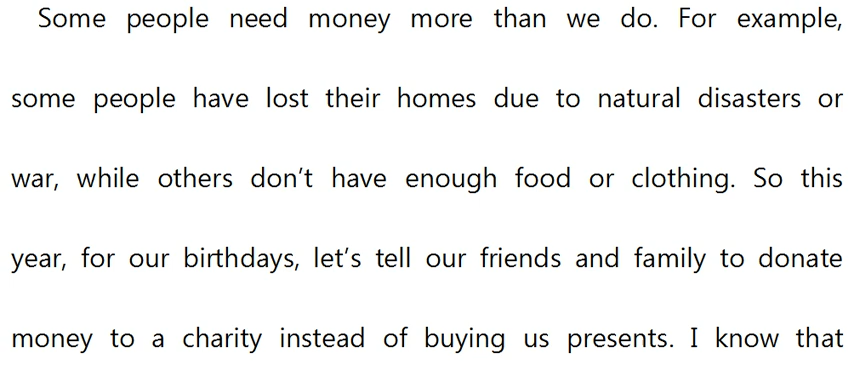 Some people need money more than we do. For example,
some people have lost their homes due to natural disasters or
war, while others don’t have enough food or clothing. So this
year, for our birthdays, let’s tell our friends and family to donate
money to a charity instead of buying us presents. I know that